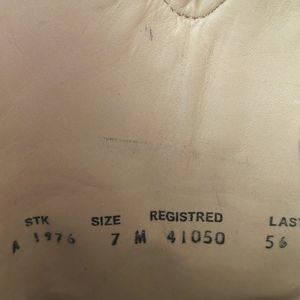 STK SIZE REGISTRED LAST
A 1976 7 M 41050 56